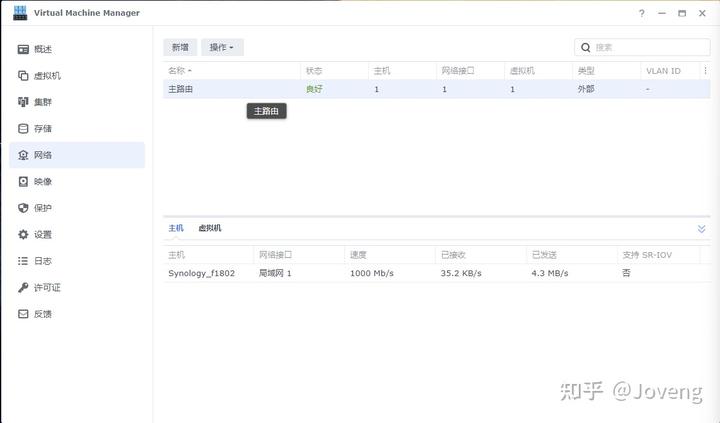 Virtual Machine Manager
概述
虚拟机
集群
存储
网络
映像
保护
设置
日志
许可证
反馈
新增 操作 搜索
名称 状态 主机 网络接口 虚拟机 类型 VLAN ID
主路由 良好 1 1 1 外部 -
主路由
主机 虚拟机
主机 网络接口 速度 已接收 已发送 支持 SR-IOV
Synology_f1802 局域网 1 1000 Mb/s 35.2 KB/s 4.3 MB/s 否
知乎 @Joveng